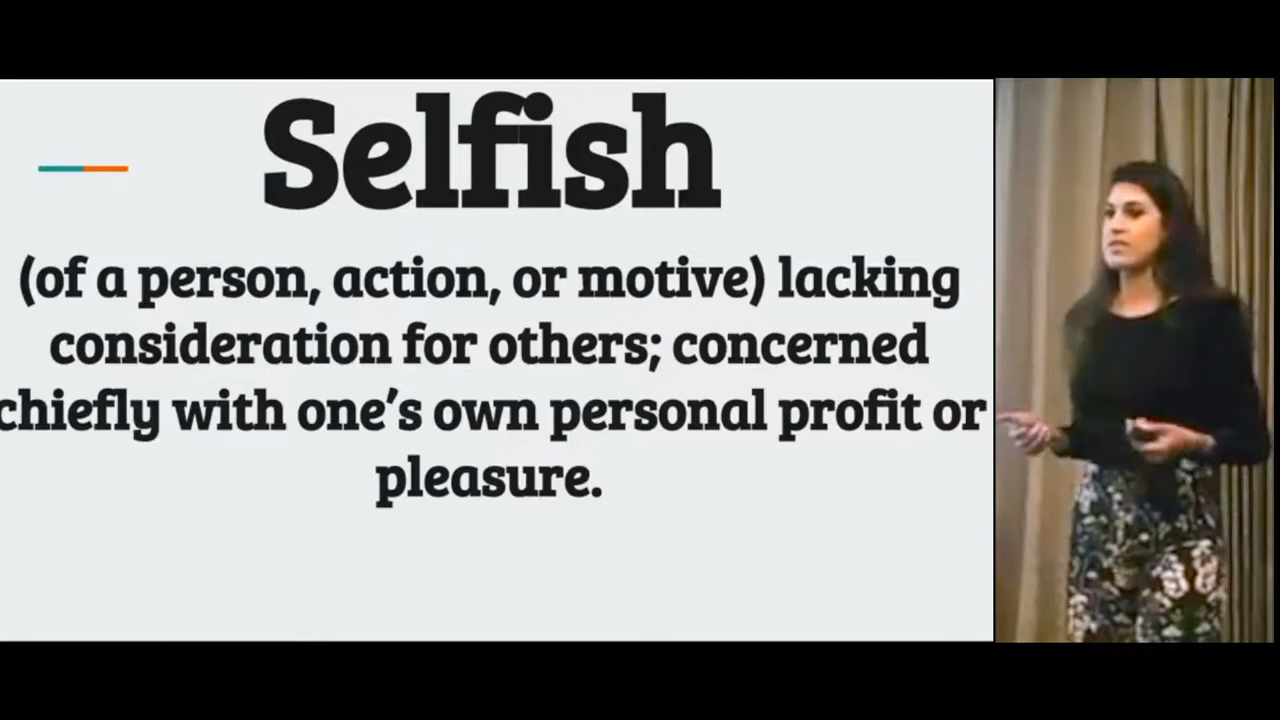 Selfish
(of a person, action, or motive) lacking
consideration for others; concerned
chiefly with one's own personal profit or
pleasure.